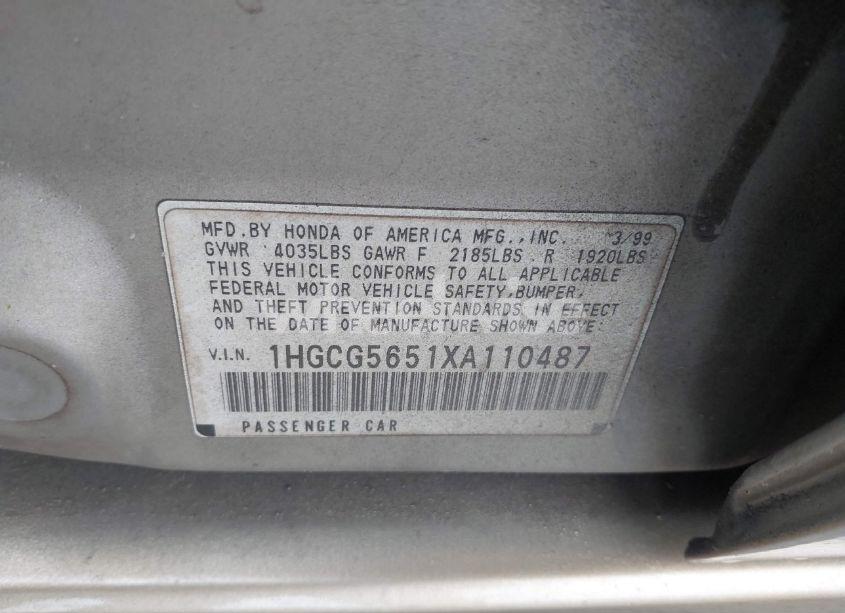 MFD.BY HONDA OF AMERICA MFG.,INC. 3/99
GVWR 4035LBS GAWR F 2185LBS R 1920LBS
THIS VEHICLE CONFORMS TO ALL APPLICABLE
FEDERAL MOTOR VEHICLE SAFETY,BUMPER,
AND THEFT PREVENTION STANDARDS IN EFFECT
ON THE DATE OF MANUFACTURE SHOWN ABOVE.
V.I.N. 1HGCG5651XA110487
PASSENGER CAR